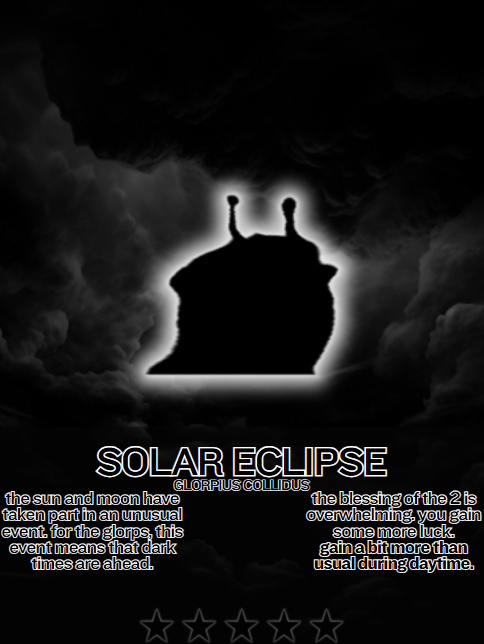 SOLAR ECLIPSE
GLORPIUS COLLIDUS
the sun and moon have
taken part in an unusual
event. for the glorps, this
event means that dark
times are ahead.
the blessing of the 2 is
overwhelming. you gain
some more luck.
gain a bit more than
usual during daytime.